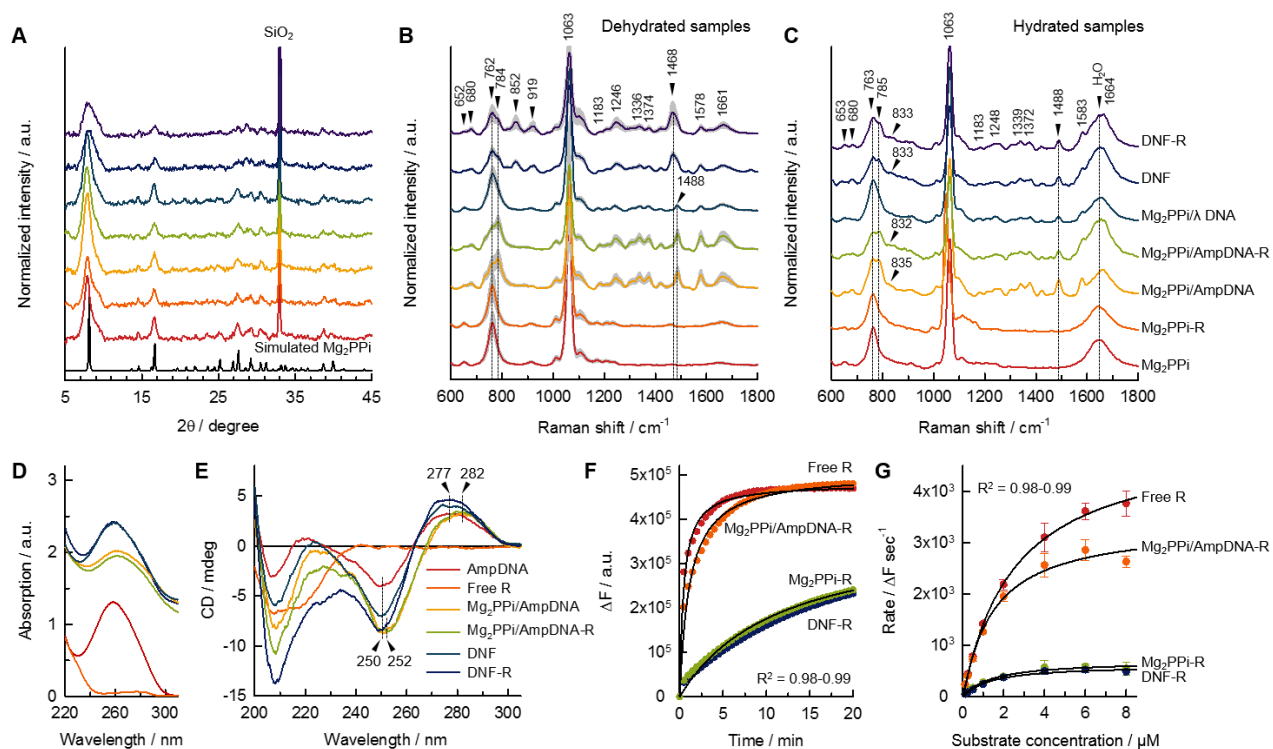 A
SiO₂
Normalized intensity / a.u.
Simulated Mg₂PPi
5 15 25 35 45
2θ / degree
B
Dehydrated samples
Normalized intensity / a.u.
652
680
762
784
852
919
1063
1183
1246
1336
1374
1468
1578
1661
1488
600 800 1000 1200 1400 1600 1800
Raman shift / cm⁻¹
C
Hydrated samples
Normalized intensity / a.u.
653
680
763
785
833
1063
1183
1248
1339
1372
1488
1583
H₂O
1664
833
832
835
DNF-R
DNF
Mg₂PPi/λ DNA
Mg₂PPi/AmpDNA-R
Mg₂PPi/AmpDNA
Mg₂PPi-R
Mg₂PPi
600 800 1000 1200 1400 1600 1800
Raman shift / cm⁻¹
D
Absorption / a.u.
3
2
1
0
220 260 300
Wavelength / nm
E
CD / mdeg
10
5
0
-5
-10
-15
277 282
250 252
AmpDNA
Free R
Mg₂PPi/AmpDNA
Mg₂PPi/AmpDNA-R
DNF
DNF-R
200 220 240 260 280 300
Wavelength / nm
F
ΔF / a.u.
5x10⁵
4x10⁵
3x10⁵
2x10⁵
10⁵
0
Free R
Mg₂PPi/AmpDNA-R
Mg₂PPi-R
DNF-R
R² = 0.98-0.99
0 5 10 15 20
Time / min
G
Rate / ΔF sec⁻¹
4x10³
3x10³
2x10³
10³
0
R² = 0.98-0.99
Free R
Mg₂PPi/AmpDNA-R
Mg₂PPi-R
DNF-R
0 2 4 6 8
Substrate concentration / µM